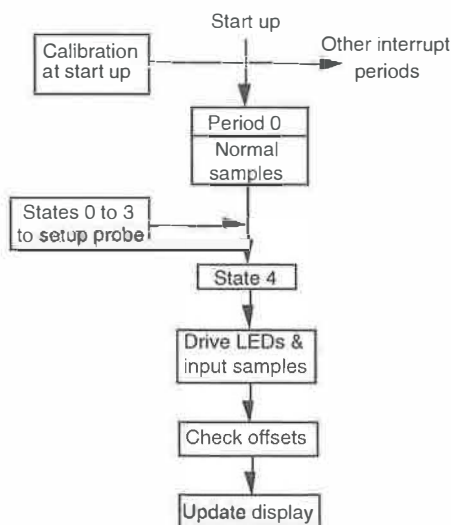 Start up
Calibration
at start up
Other interrupt
periods
Period 0
Normal
samples
States 0 to 3
to setup probe
State 4
Drive LEDs &
input samples
Check offsets
Update display